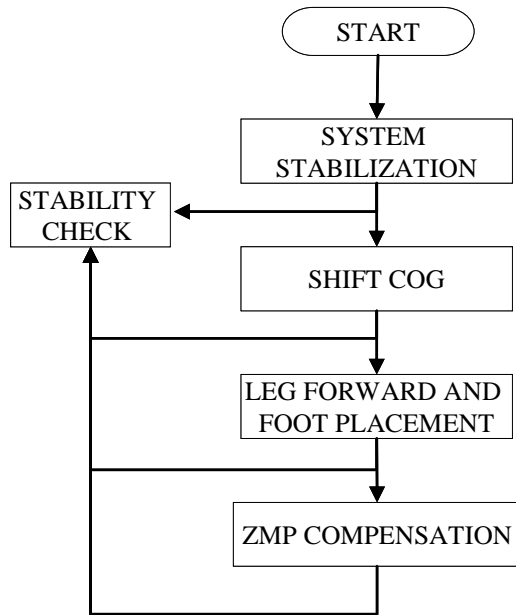 START
SYSTEM
STABILIZATION
STABILITY
CHECK
SHIFT COG
LEG FORWARD AND
FOOT PLACEMENT
ZMP COMPENSATION